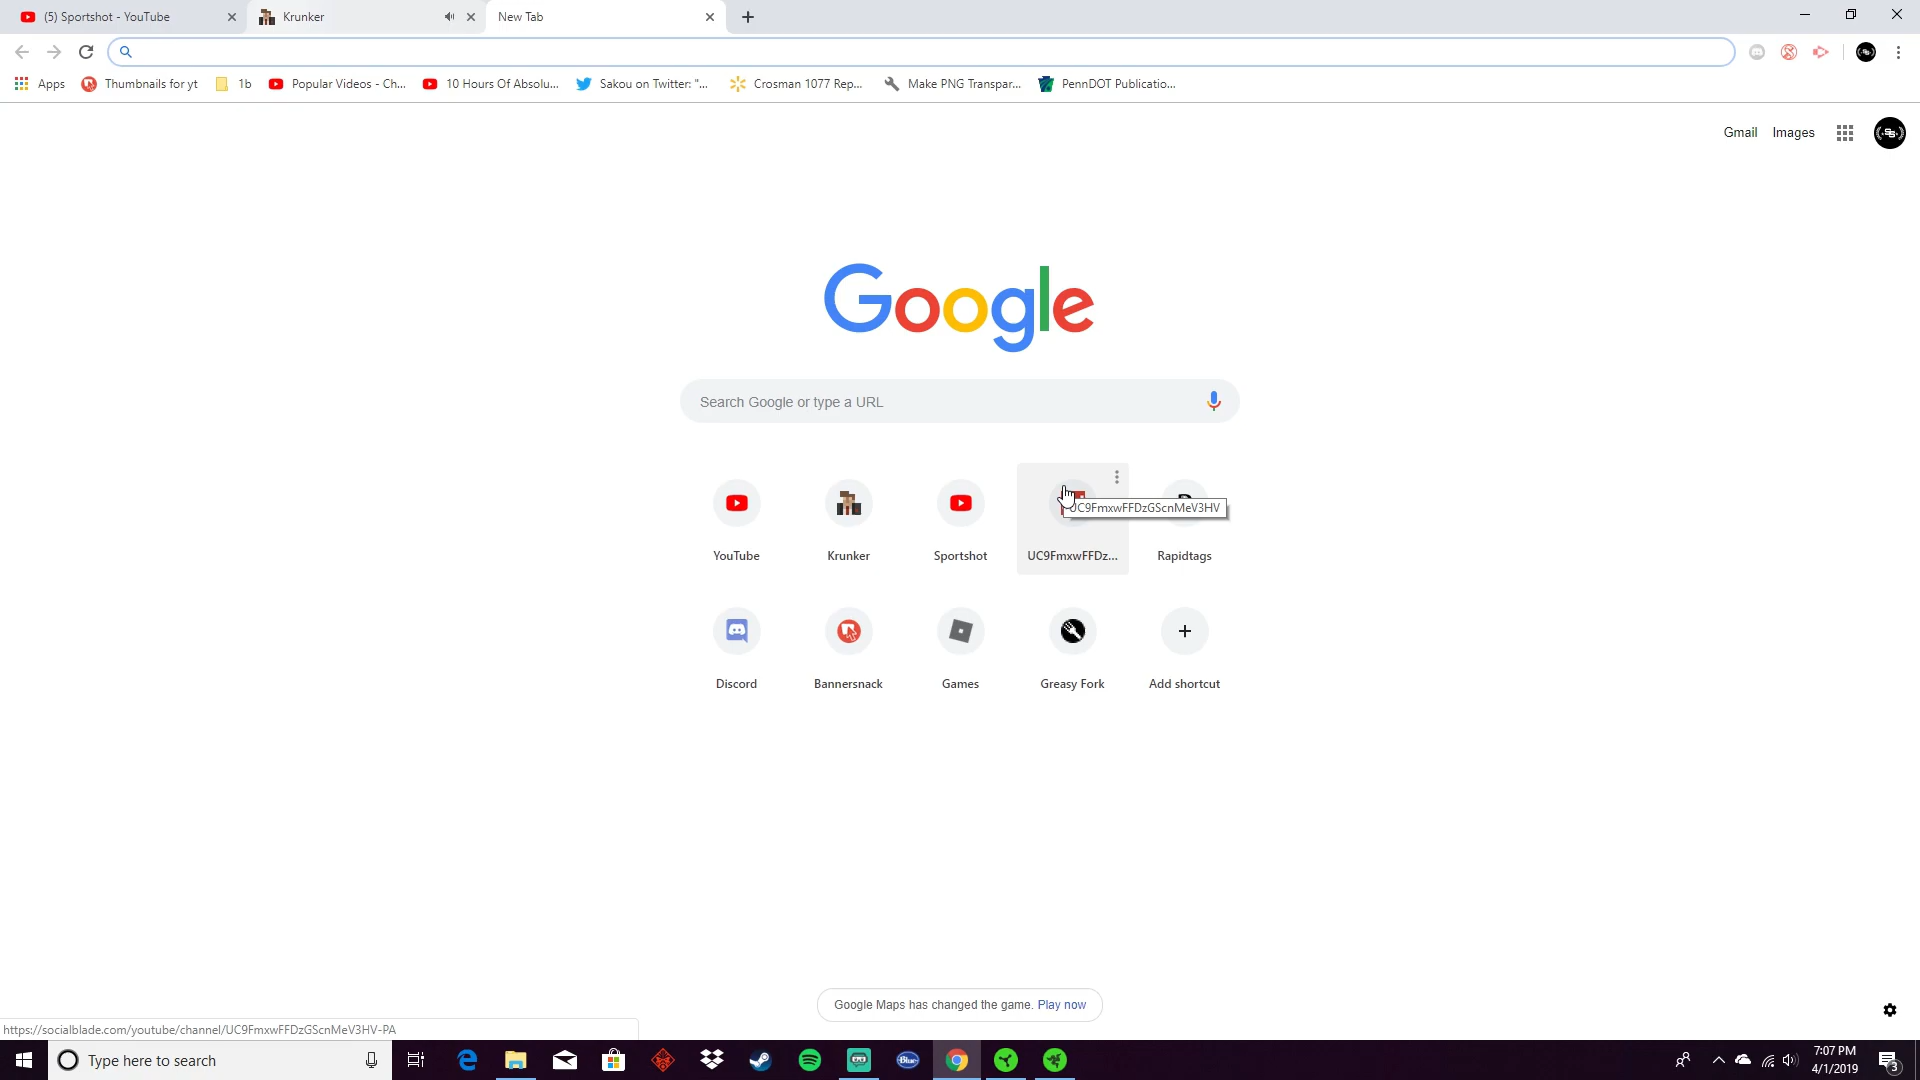 (5) Sportshot - YouTube
Krunker
New Tab
Apps
Thumbnails for yt
1b
Popular Videos - Ch...
10 Hours Of Absolu...
Sakou on Twitter: "...
Crosman 1077 Rep...
Make PNG Transpar...
PennDOT Publicatio...
Gmail
Images
Google
Search Google or type a URL
UC9FmxwFFDzGScnMeV3HV
YouTube
Krunker
Sportshot
UC9FmxwFFDz...
Rapidtags
Discord
Bannersnack
Games
Greasy Fork
Add shortcut
Google Maps has changed the game. Play now
https://socialblade.com/youtube/channel/UC9FmxwFFDzGScnMeV3HV-PA
Type here to search
Blue
7:07 PM
4/1/2019
3